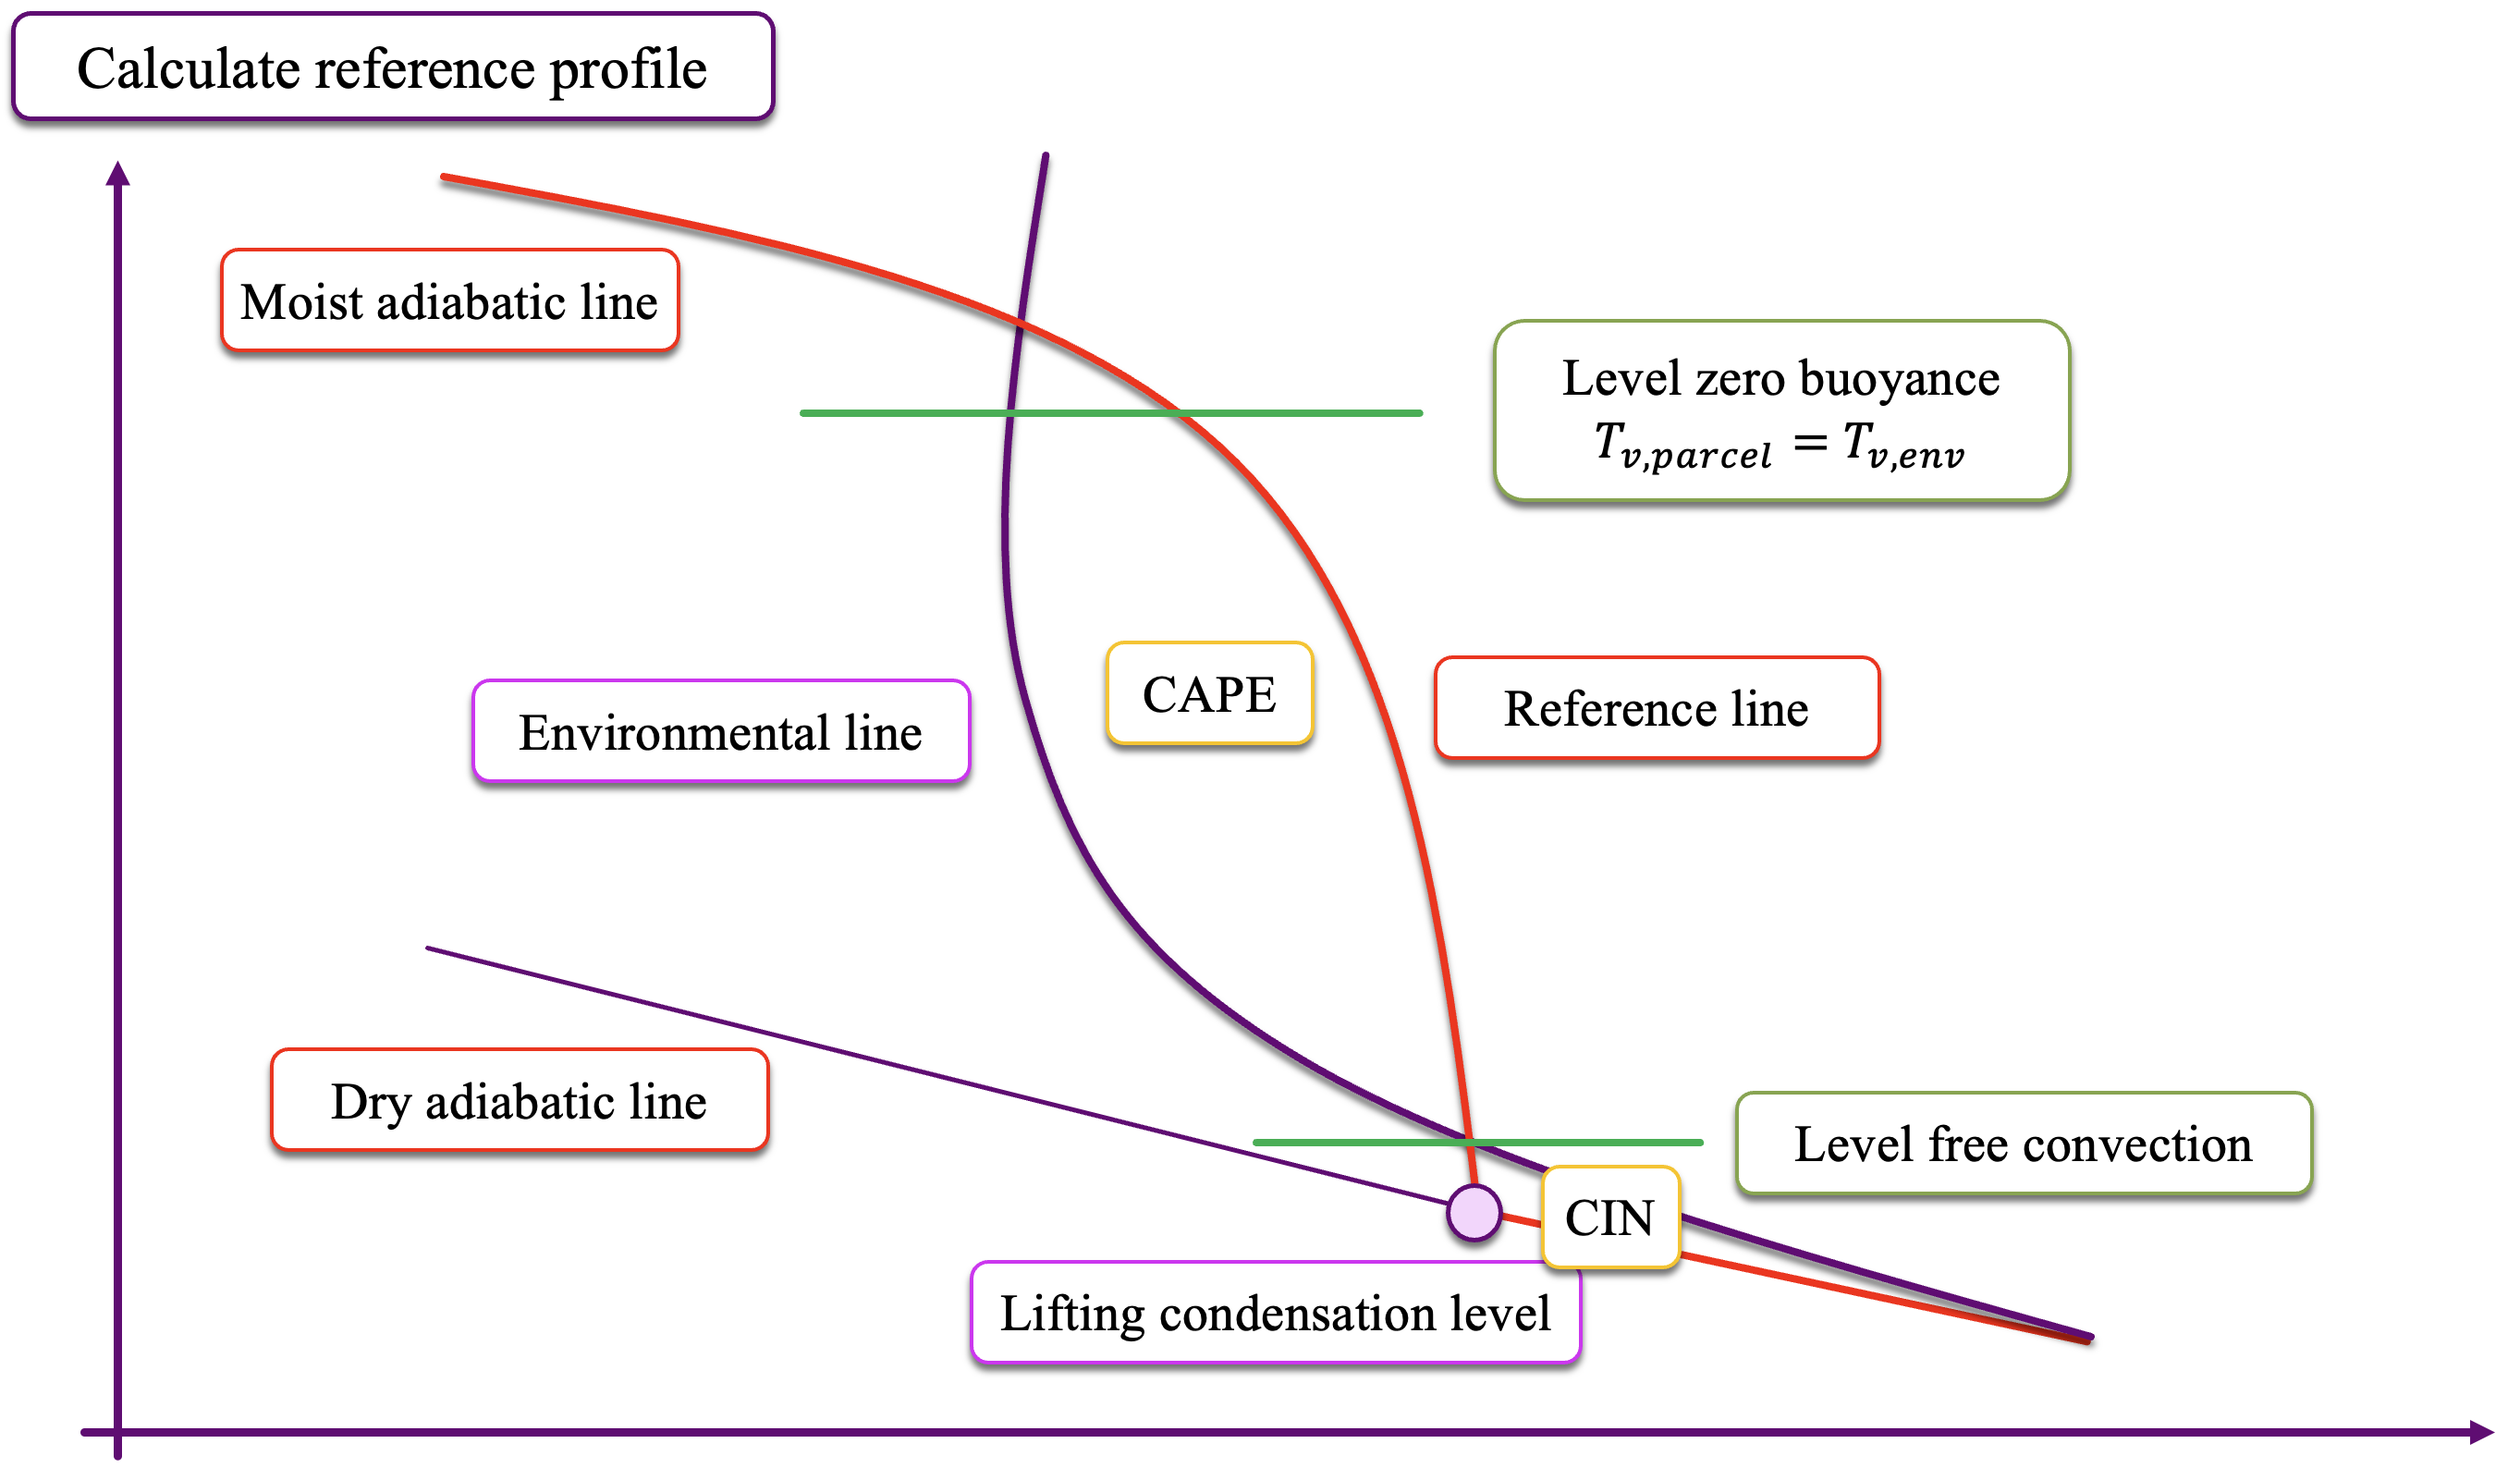 Calculate reference profile
Moist adiabatic line
Level zero buoyance
T_{v,parcel} = T_{v,env}
CAPE
Environmental line
Reference line
Dry adiabatic line
Level free convection
CIN
Lifting condensation level